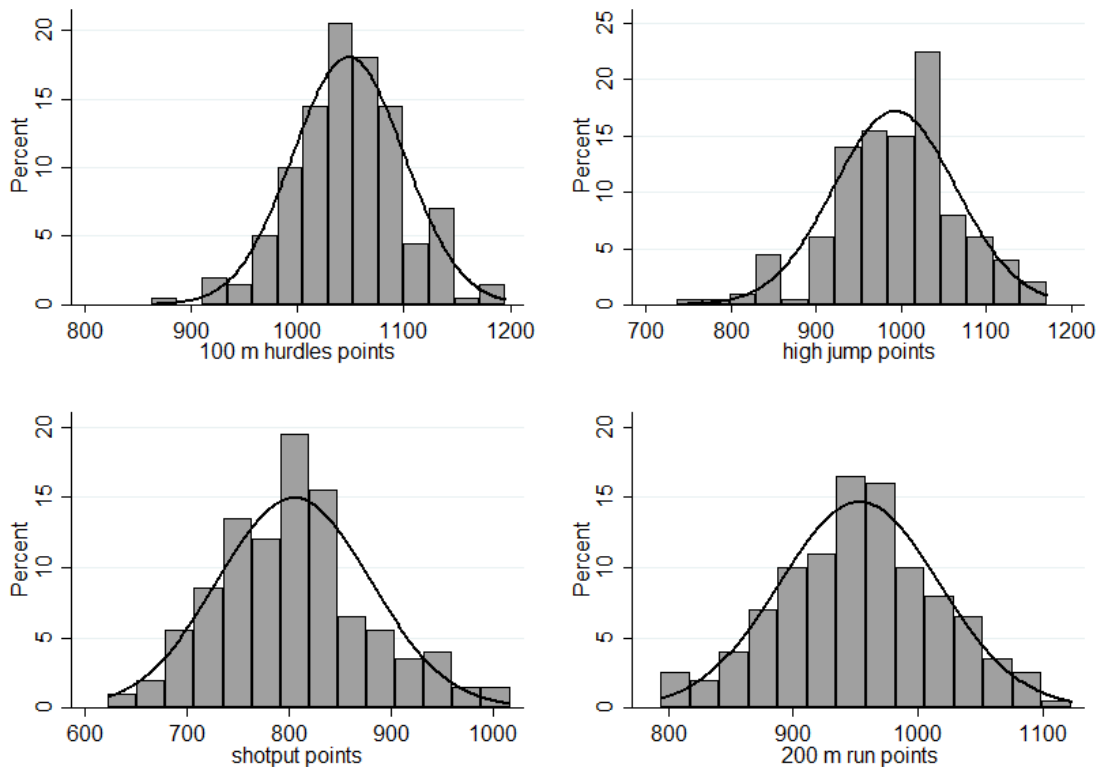 Percent
0 5 10 15 20
800 900 1000 1100 1200
100 m hurdles points
Percent
0 5 10 15 20 25
700 800 900 1000 1100 1200
high jump points
Percent
0 5 10 15 20
600 700 800 900 1000
shotput points
Percent
0 5 10 15 20
800 900 1000 1100
200 m run points